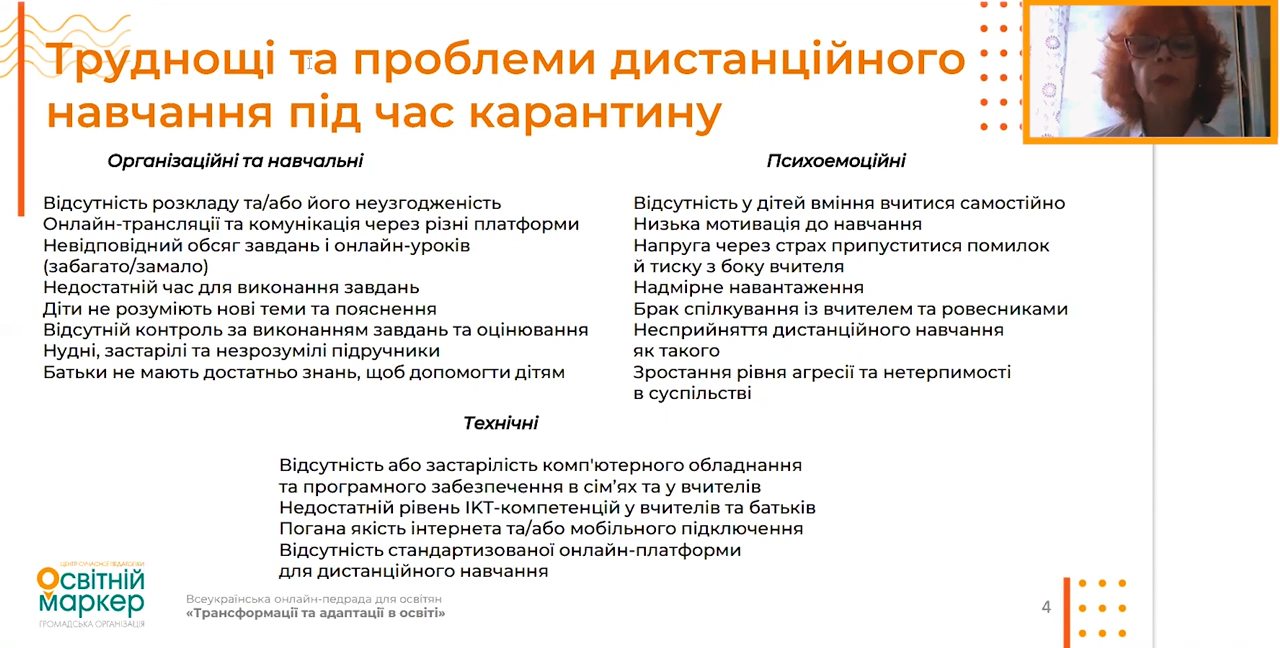 Труднощі та проблеми дистанційного
навчання під час карантину
Організаційні та навчальні
Відсутність розкладу та/або його неузгодженість
Онлайн-трансляції та комунікація через різні платформи
Невідповідний обсяг завдань і онлайн-уроків
(забагато/замало)
Недостатній час для виконання завдань
Діти не розуміють нові теми та пояснення
Відсутній контроль за виконанням завдань та оцінювання
Нудні, застарілі та незрозумілі підручники
Батьки не мають достатньо знань, щоб допомогти дітям
Психоемоційні
Відсутність у дітей вміння вчитися самостійно
Низька мотивація до навчання
Напруга через страх припуститися помилок
й тиску з боку вчителя
Надмірне навантаження
Брак спілкування із вчителем та ровесниками
Несприйняття дистанційного навчання
як такого
Зростання рівня агресії та нетерпимості
в суспільстві
Технічні
Відсутність або застарілість комп'ютерного обладнання
та програмного забезпечення в сім’ях та у вчителів
Недостатній рівень ІКТ-компетенцій у вчителів та батьків
Погана якість інтернета та/або мобільного підключення
Відсутність стандартизованої онлайн-платформи
для дистанційного навчання
ЦЕНТР СУЧАСНОЇ ПЕДАГОГІКИ
Освітній
маркер
ГРОМАДСЬКА ОРГАНІЗАЦІЯ
Всеукраїнська онлайн-педрада для освітян
«Трансформації та адаптації в освіті»
4